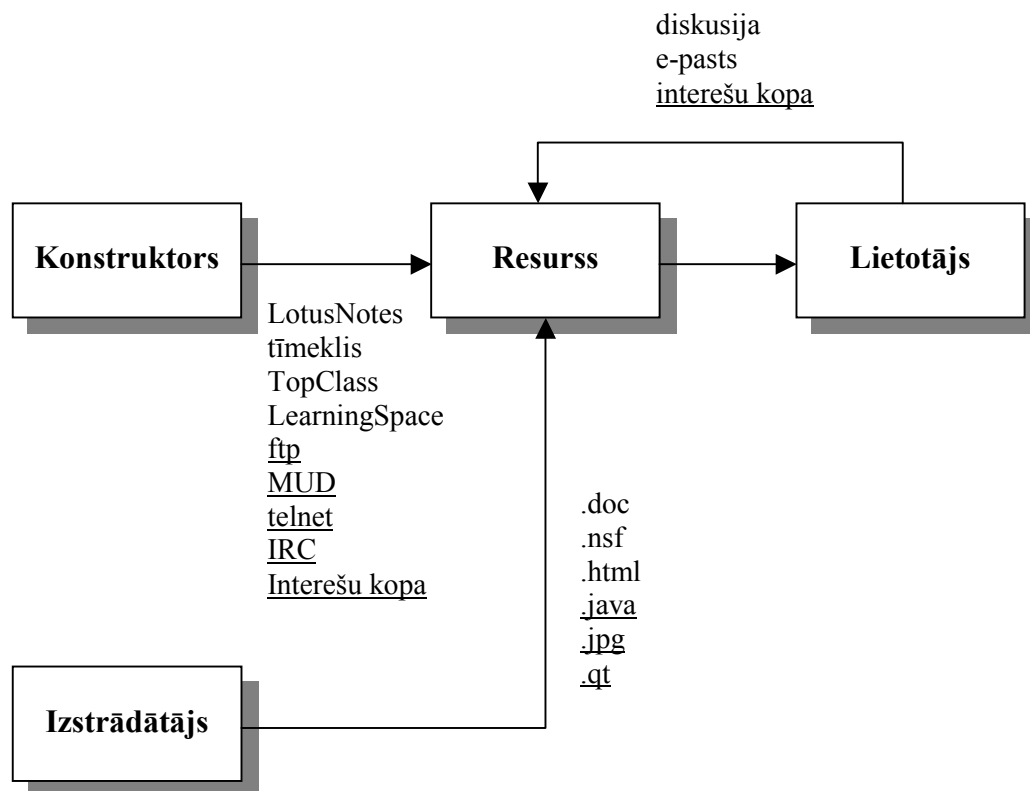 diskusija
e-pasts
interešu kopa
Konstruktors
Resurss
Lietotājs
LotusNotes
tīmeklis
TopClass
LearningSpace
ftp
MUD
telnet
IRC
Interešu kopa
.doc
.nsf
.html
.java
.jpg
.qt
Izstrādātājs